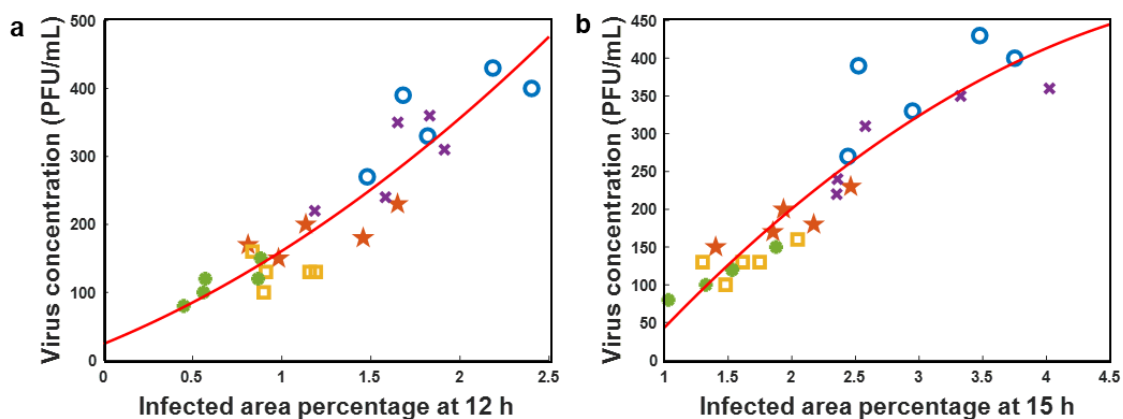 a
Virus concentration (PFU/mL)
500
400
300
200
100
0
0 0.5 1 1.5 2 2.5
Infected area percentage at 12 h
b
Virus concentration (PFU/mL)
450
400
350
300
250
200
150
100
50
0
1 1.5 2 2.5 3 3.5 4 4.5
Infected area percentage at 15 h